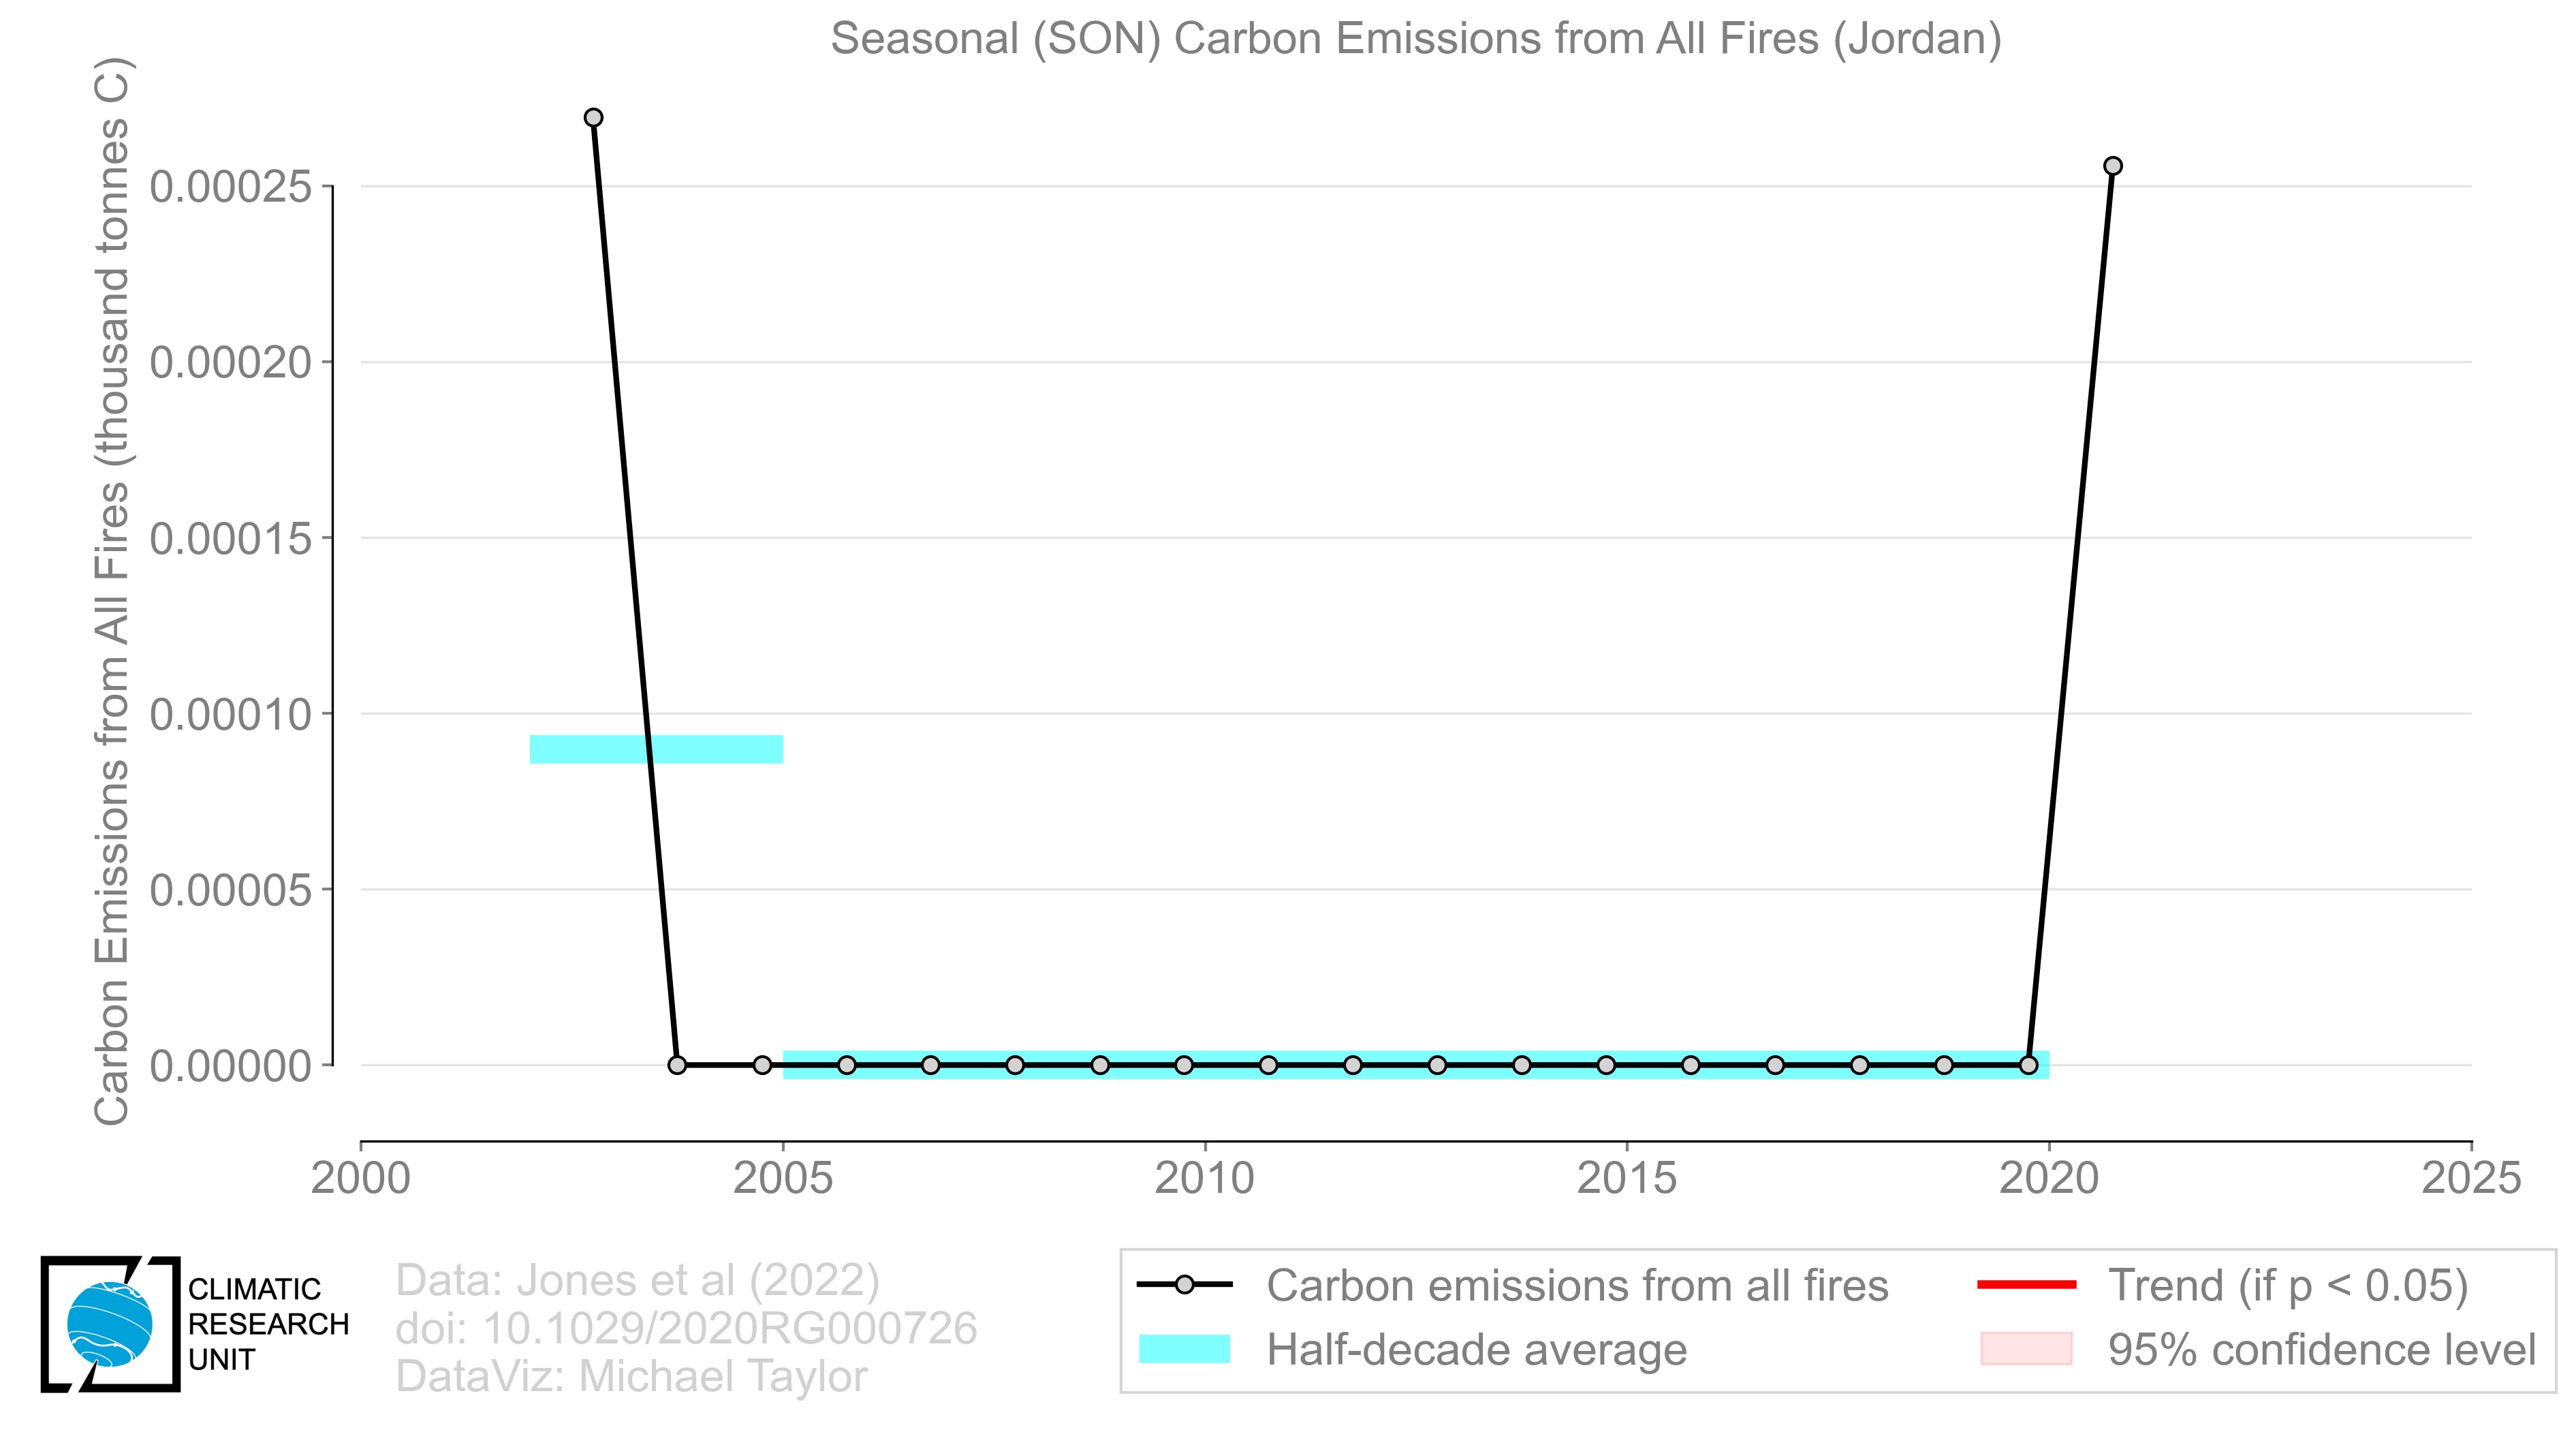 Seasonal (SON) Carbon Emissions from All Fires (Jordan)
Carbon Emissions from All Fires (thousand tonnes C)
0.00025
0.00020
0.00015
0.00010
0.00005
0.00000
2000 2005 2010 2015 2020 2025
CLIMATIC
RESEARCH
UNIT
Data: Jones et al (2022)
doi: 10.1029/2020RG000726
DataViz: Michael Taylor
Carbon emissions from all fires
Half-decade average
Trend (if p < 0.05)
95% confidence level